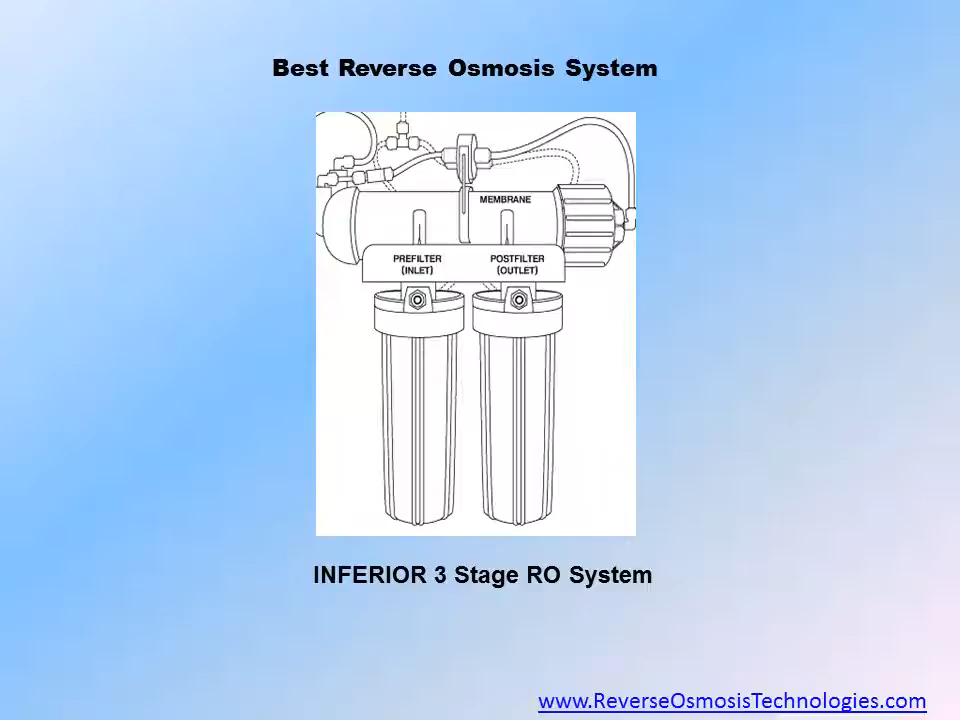 Best Reverse Osmosis System
MEMBRANE
PREFILTER
(INLET)
POSTFILTER
(OUTLET)
INFERIOR 3 Stage RO System
www.ReverseOsmosisTechnologies.com